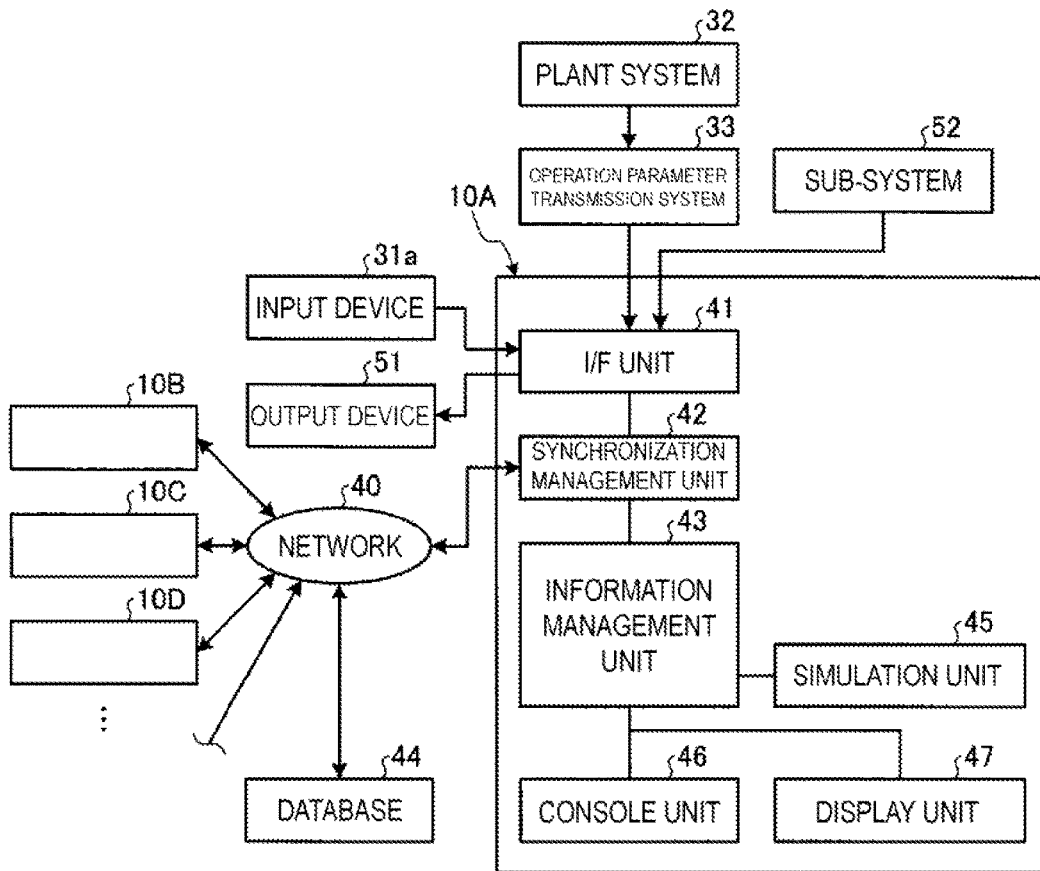 32
PLANT SYSTEM
33
OPERATION PARAMETER
TRANSMISSION SYSTEM
52
SUB-SYSTEM
10A
31a
INPUT DEVICE
41
I/F UNIT
51
OUTPUT DEVICE
10B
42
SYNCHRONIZATION
MANAGEMENT UNIT
10C
40
NETWORK
43
INFORMATION
MANAGEMENT
UNIT
10D
45
SIMULATION UNIT
44
DATABASE
46
CONSOLE UNIT
47
DISPLAY UNIT